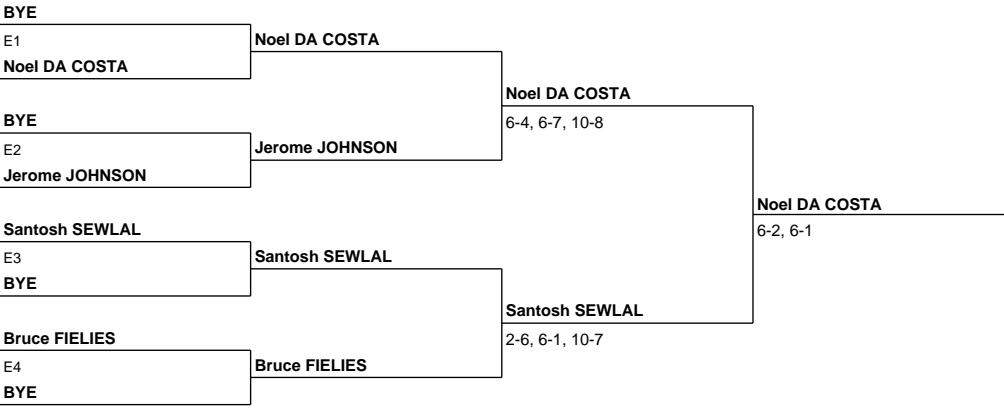 BYE
E1
Noel DA COSTA
Noel DA COSTA
BYE
E2
Jerome JOHNSON
Jerome JOHNSON
Noel DA COSTA
6-4, 6-7, 10-8
Santosh SEWLAL
E3
BYE
Santosh SEWLAL
Bruce FIELIES
E4
BYE
Bruce FIELIES
Santosh SEWLAL
2-6, 6-1, 10-7
Noel DA COSTA
6-2, 6-1